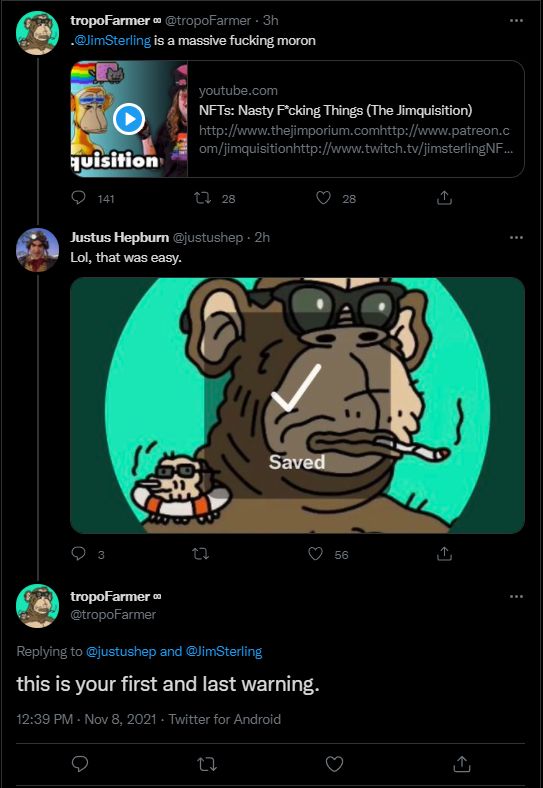 tropoFarmer ∞ @tropoFarmer · 3h
.@JimSterling is a massive fucking moron
quisition
youtube.com
NFTs: Nasty F*cking Things (The Jimquisition)
http://www.thejimporium.comhttp://www.patreon.c
om/jimquisitionhttp://www.twitch.tv/jimsterlingNF...
141 28 28
Justus Hepburn @justushep · 2h
Lol, that was easy.
Saved
3 56
tropoFarmer ∞
@tropoFarmer
Replying to @justushep and @JimSterling
this is your first and last warning.
12:39 PM · Nov 8, 2021 · Twitter for Android